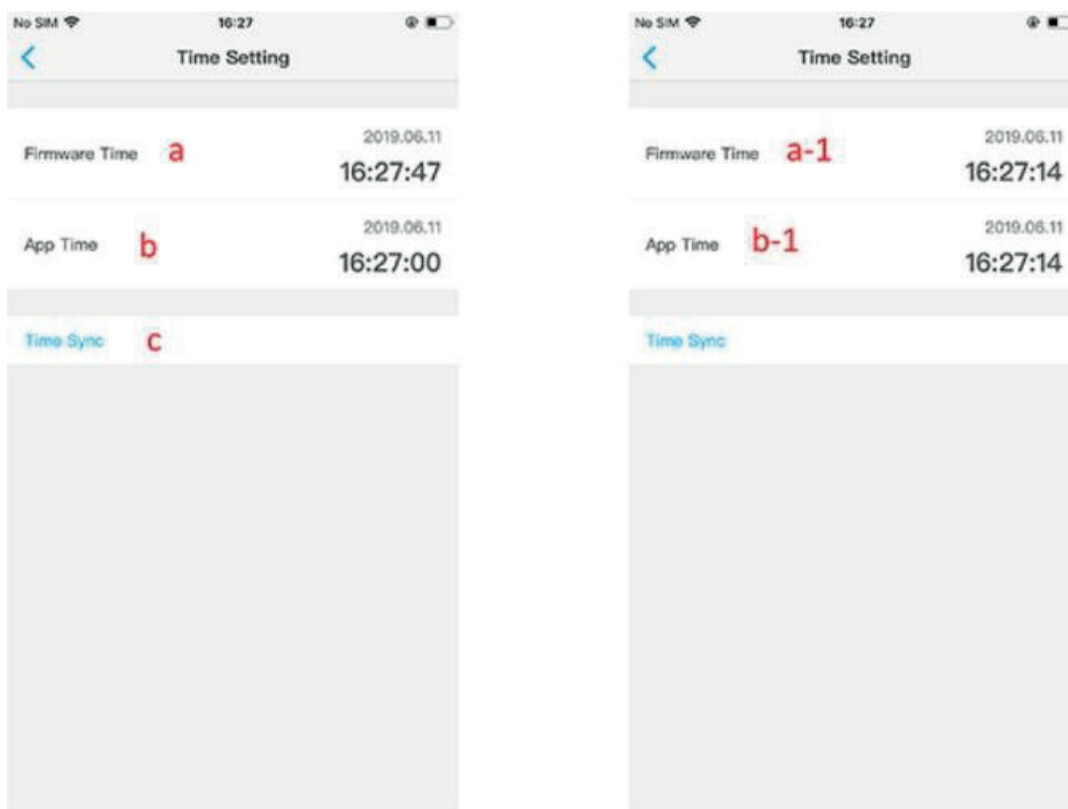 No SIM 16:27
Time Setting
Firmware Time a 2019.06.11
16:27:47
App Time b 2019.06.11
16:27:00
Time Sync c
No SIM 16:27
Time Setting
Firmware Time a-1 2019.06.11
16:27:14
App Time b-1 2019.06.11
16:27:14
Time Sync